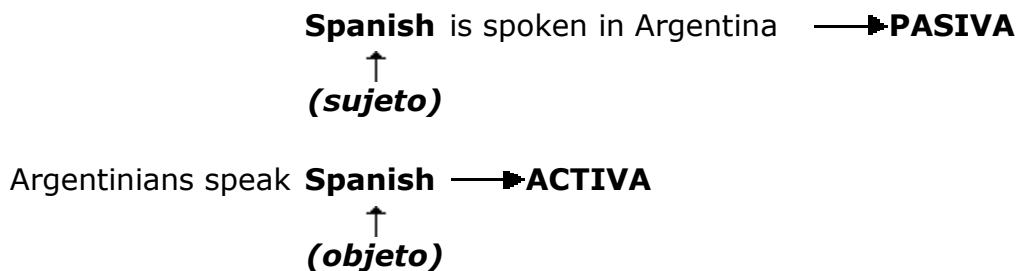 Spanish is spoken in Argentina PASIVA
(sujeto)
Argentinians speak Spanish ACTIVA
(objeto)